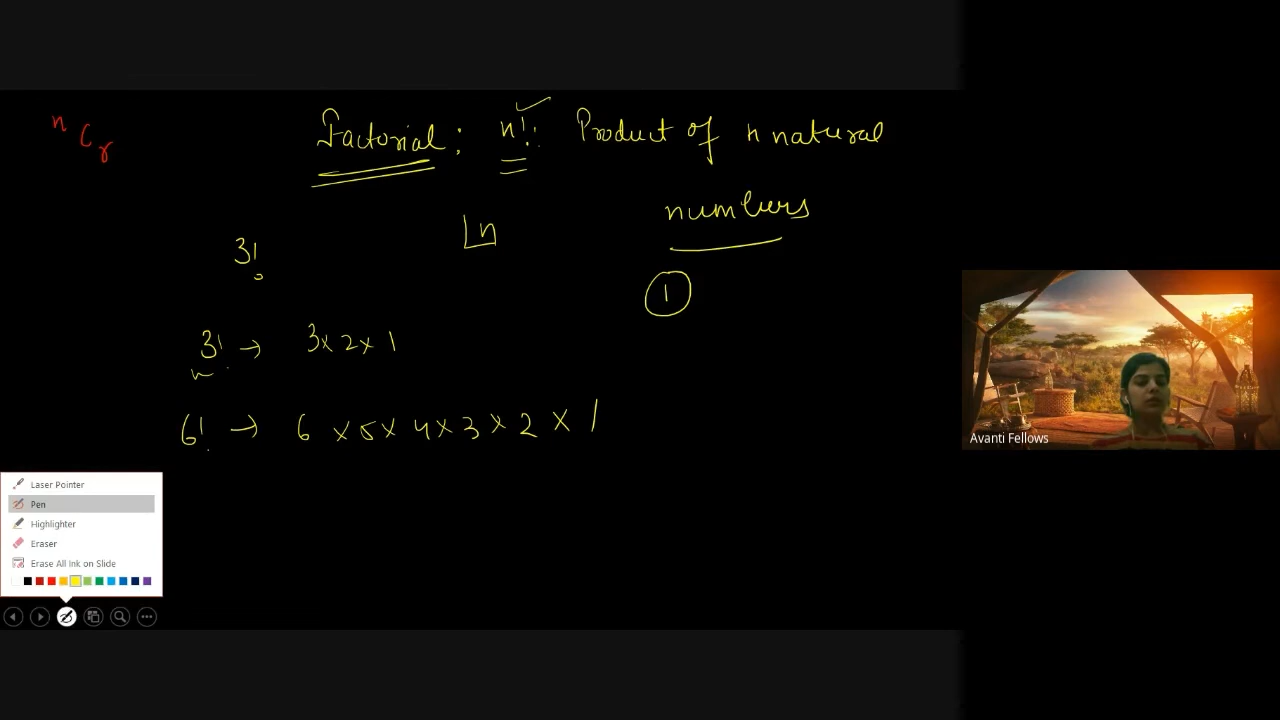 nCr
Factorial : n! : Product of n natural
numbers
3!
⌊n
1
3! → 3 x 2 x 1
6! → 6 x 5 x 4 x 3 x 2 x 1
Avanti Fellows
Laser Pointer
Pen
Highlighter
Eraser
Erase All Ink on Slide